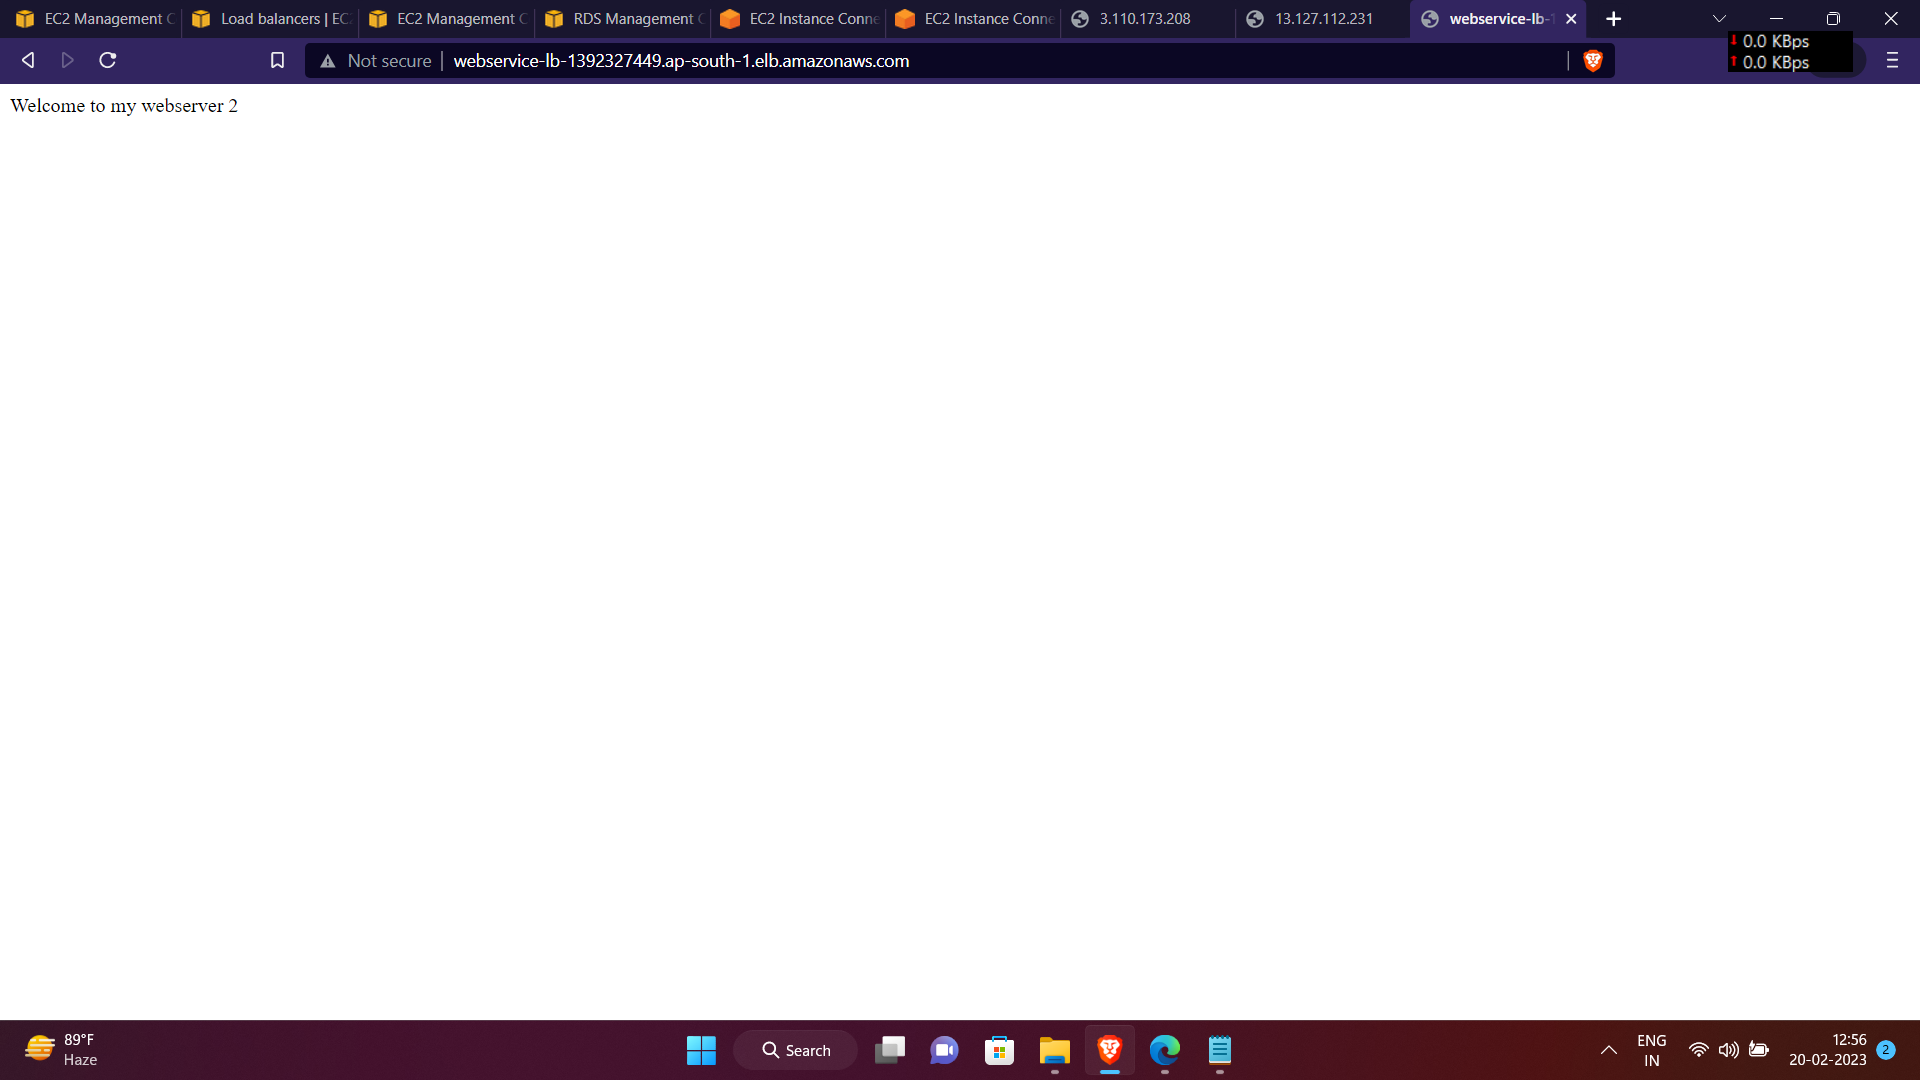 EC2 Management C
Load balancers | EC
EC2 Management C
RDS Management C
EC2 Instance Conne
EC2 Instance Conne
3.110.173.208
13.127.112.231
webservice-lb-1
Not secure
webservice-lb-1392327449.ap-south-1.elb.amazonaws.com
0.0 KBps
0.0 KBps
Welcome to my webserver 2
89°F
Haze
Search
ENG
IN
12:56
20-02-2023
2